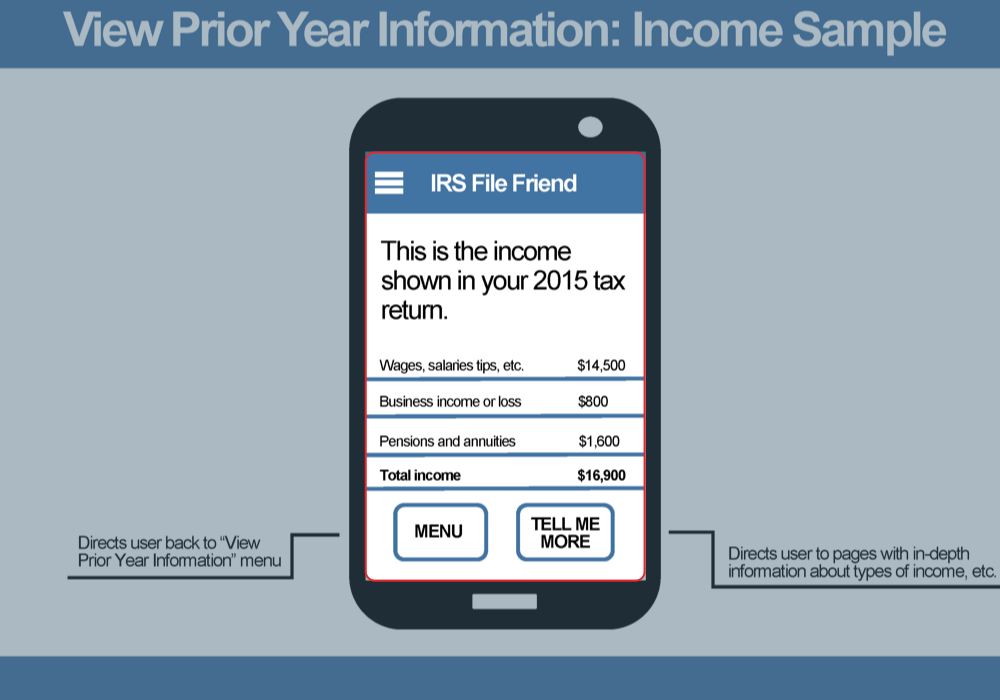 View Prior Year Information: Income Sample
IRS File Friend
This is the income
shown in your 2015 tax
return.
Wages, salaries tips, etc. $14,500
Business income or loss $800
Pensions and annuities $1,600
Total income $16,900
MENU
TELL ME
MORE
Directs user back to “View
Prior Year Information” menu
Directs user to pages with in-depth
information about types of income, etc.